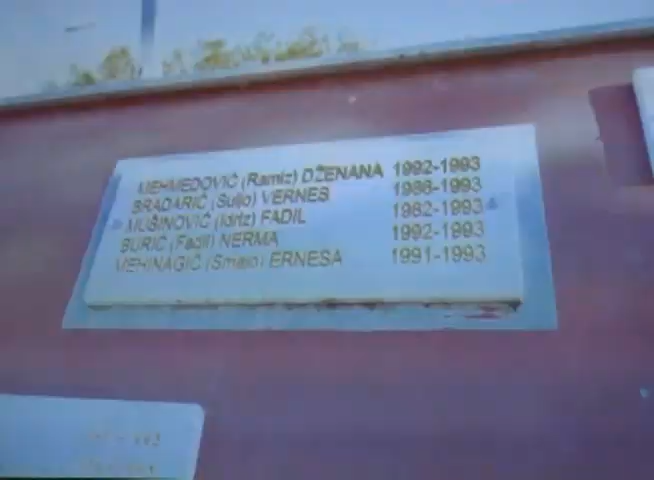 MEHMEDOVIĆ (Ramiz) DŽENANA 1992-1993
BRADARIĆ (Suljo) VERNES 1986-1993
MUŠINOVIĆ (Idriz) FADIL 1982-1993
BURIĆ (Fadil) NERMA 1992-1993
MEHINAGIĆ (Smajo) ERNESA 1991-1993